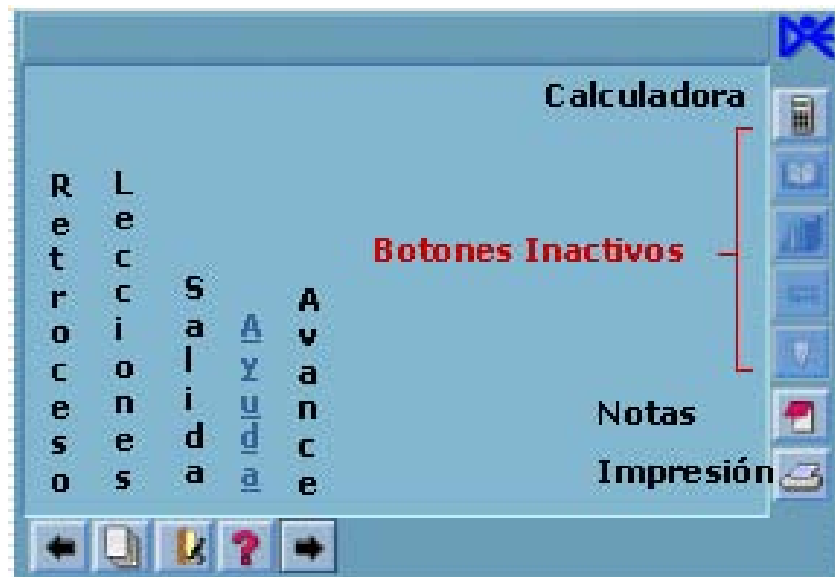 Calculadora
Botones Inactivos
Retroceso
Lecciones
Salida
Ayuda
Avance
Notas
Impresión
?